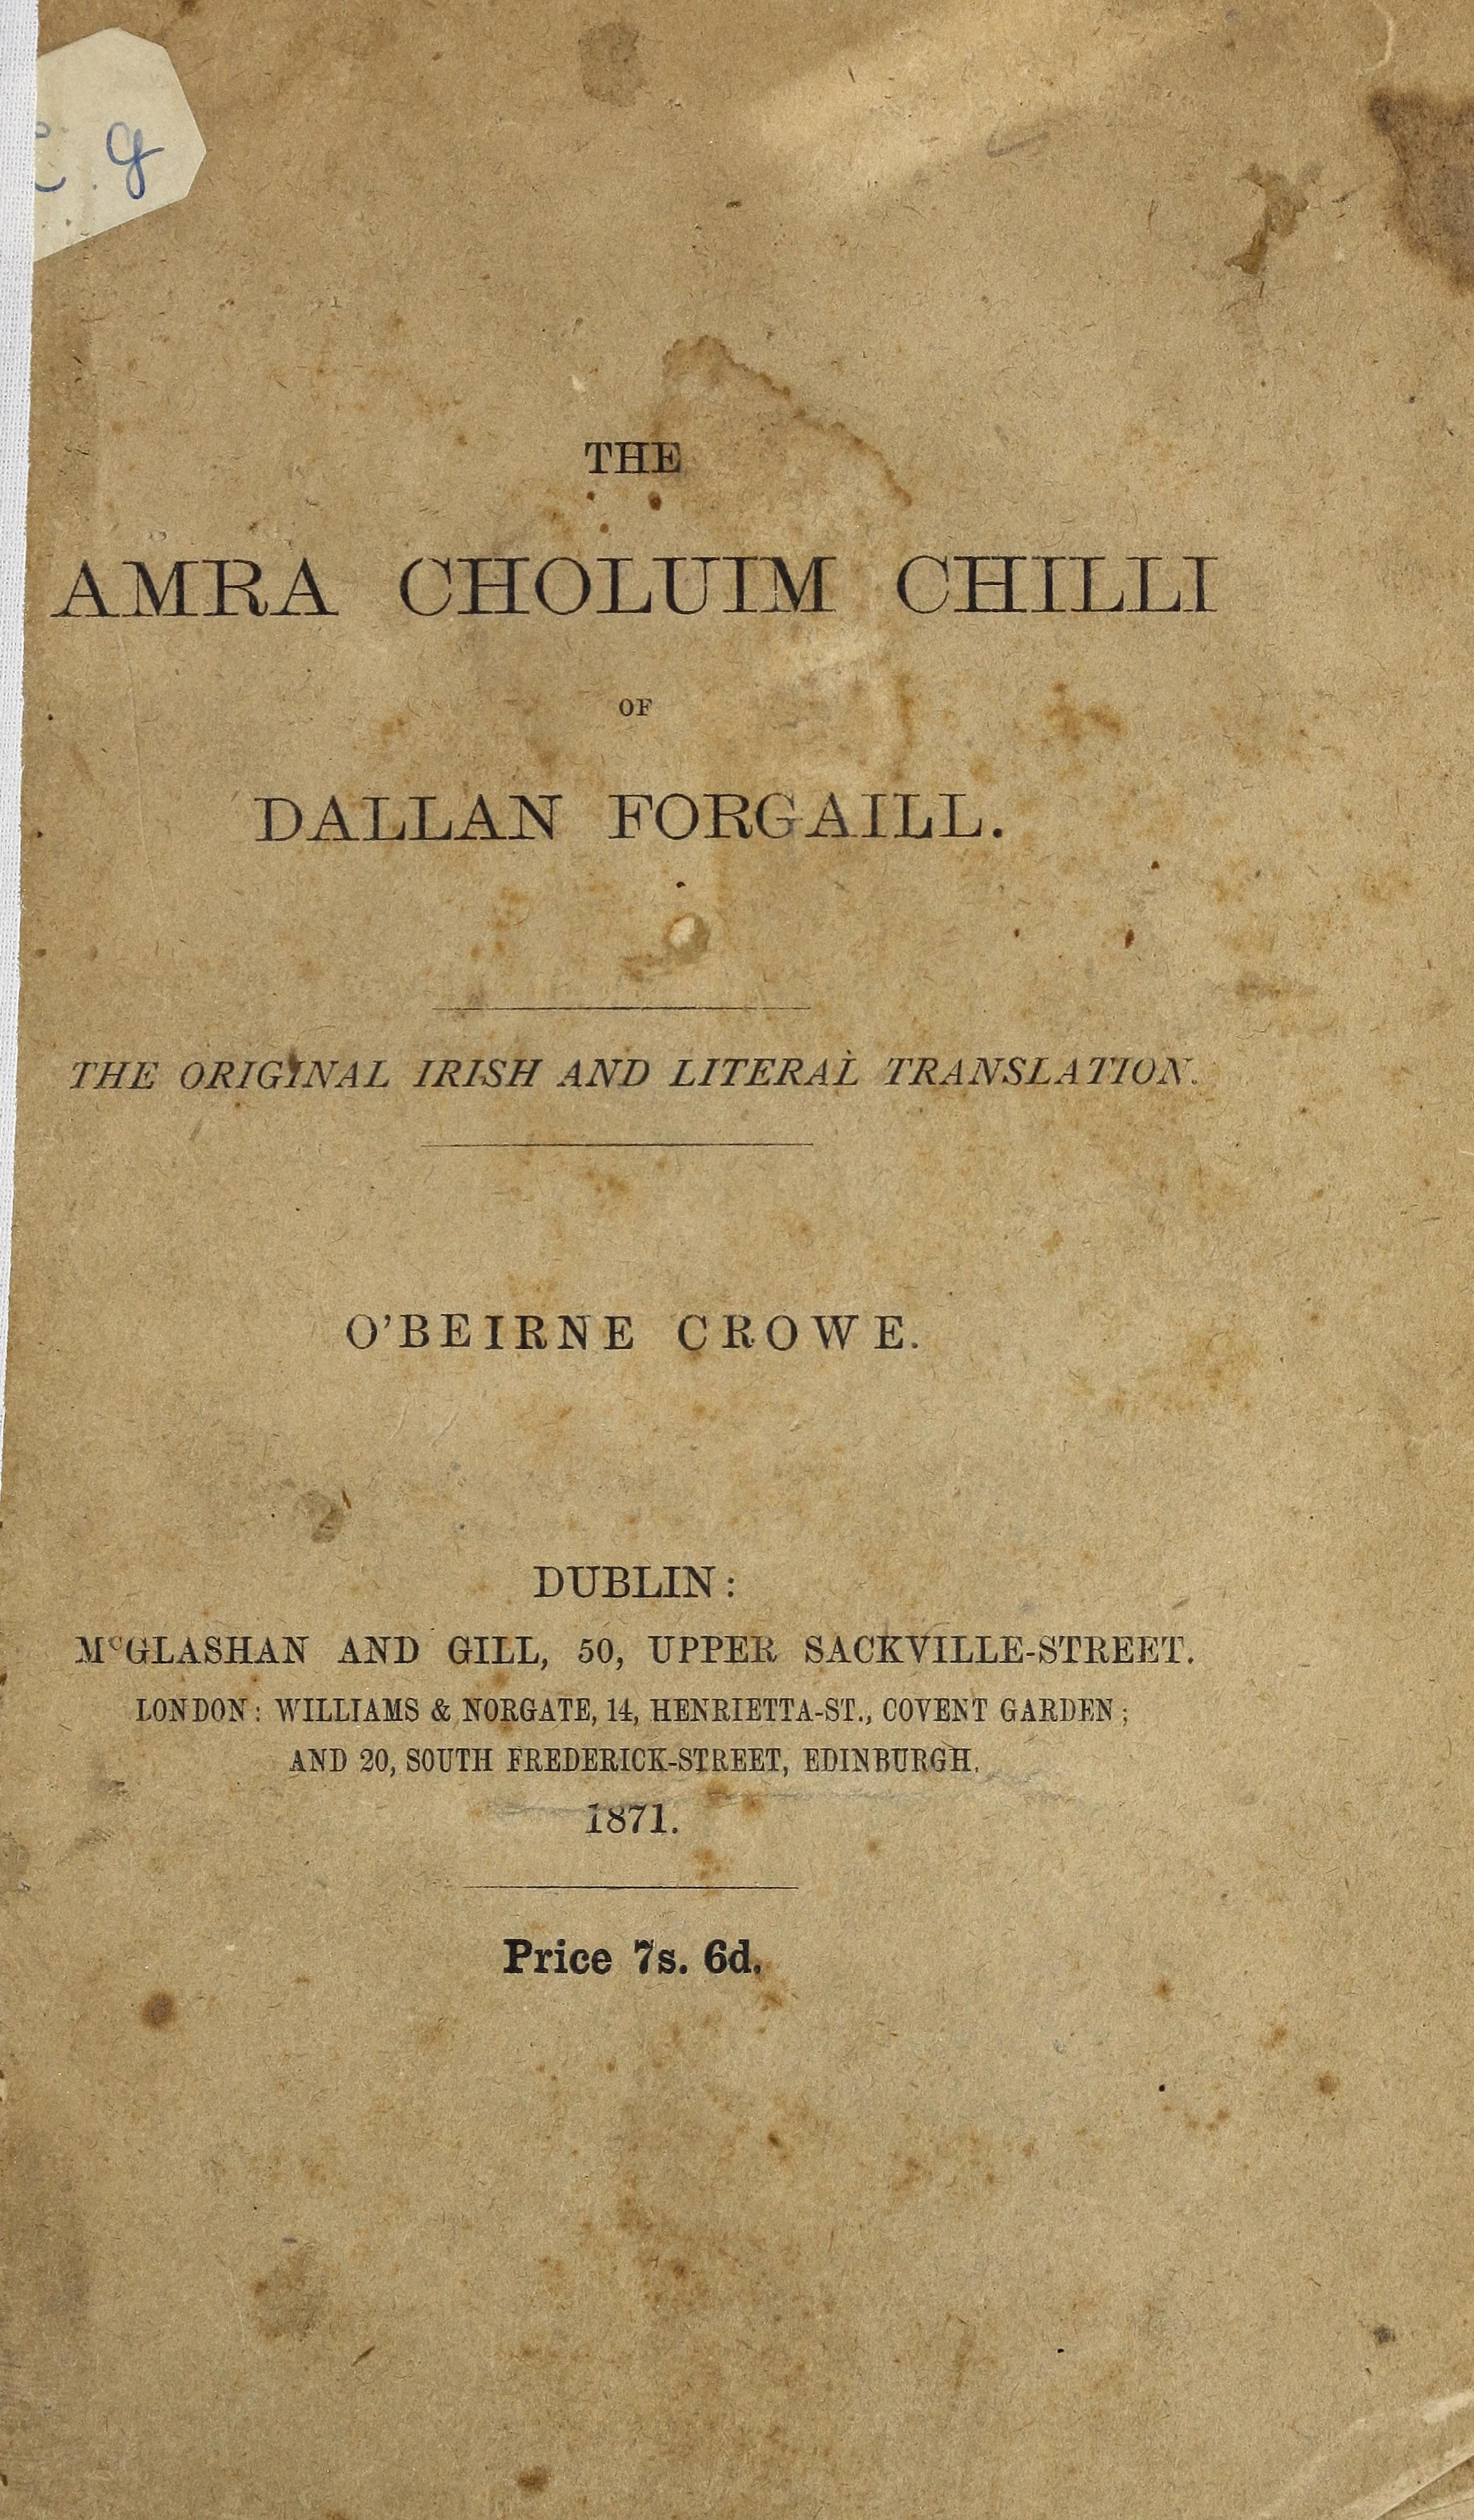 g
THE
AMRA CHOLUIM CHILLI
OF
DALLAN FORGAILL.
THE ORIGINAL IRISH AND LITERAL TRANSLATION.
O'BEIRNE CROWE.
DUBLIN:
McGLASHAN AND GILL, 50, UPPER SACKVILLE-STREET.
LONDON: WILLIAMS & NORGATE, 14, HENRIETTA-ST., COVENT GARDEN;
AND 20, SOUTH FREDERICK-STREET, EDINBURGH.
1871.
Price 7s. 6d.